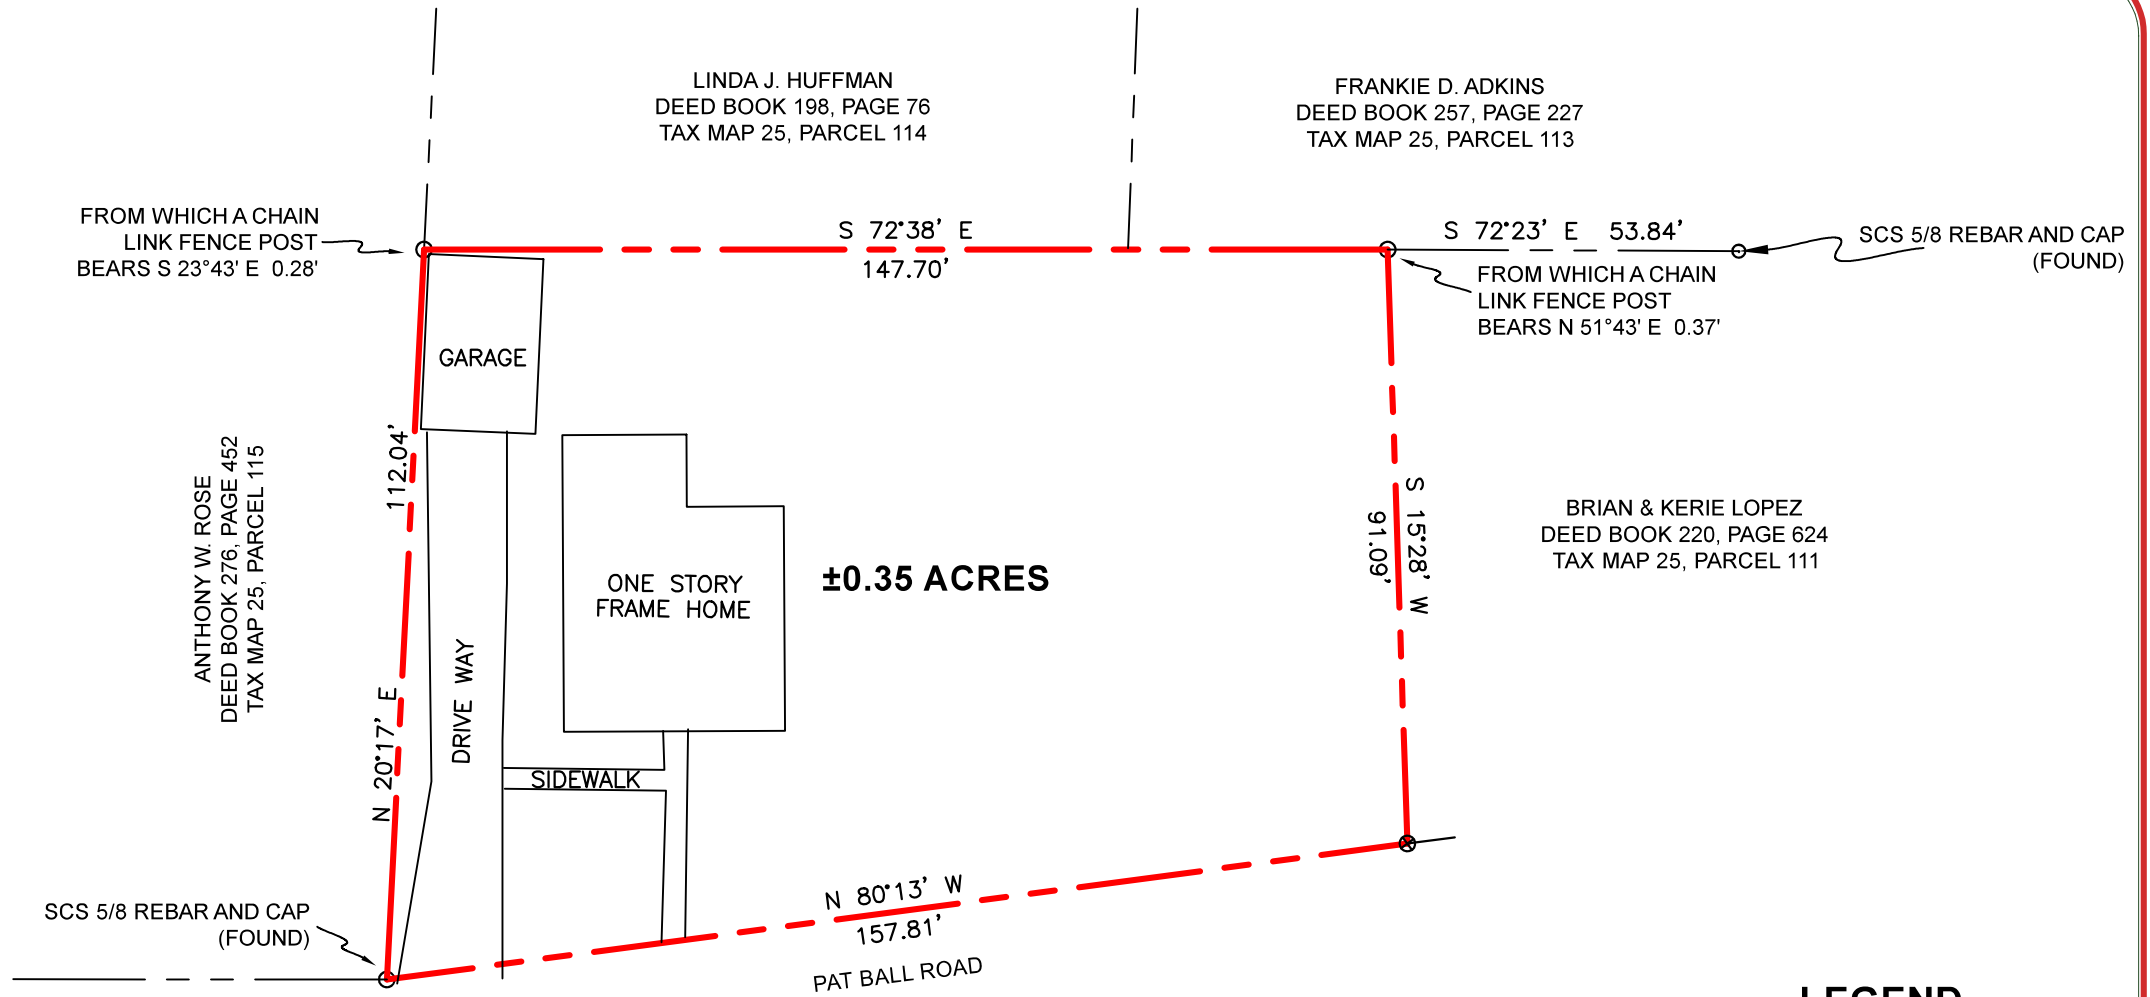 LINDA J. HUFFMAN
DEED BOOK 198, PAGE 76
TAX MAP 25, PARCEL 114
FRANKIE D. ADKINS
DEED BOOK 257, PAGE 227
TAX MAP 25, PARCEL 113
FROM WHICH A CHAIN
LINK FENCE POST
BEARS S 23°43' E 0.28'
S 72°38' E
147.70'
S 72°23' E 53.84'
SCS 5/8 REBAR AND CAP
(FOUND)
FROM WHICH A CHAIN
LINK FENCE POST
BEARS N 51°43' E 0.37'
GARAGE
112.04'
N 20°17' E
ANTHONY W. ROSE
DEED BOOK 276, PAGE 452
TAX MAP 25, PARCEL 115
ONE STORY
FRAME HOME
±0.35 ACRES
S 15°28' W
91.09'
BRIAN & KERIE LOPEZ
DEED BOOK 220, PAGE 624
TAX MAP 25, PARCEL 111
DRIVE WAY
SIDEWALK
SCS 5/8 REBAR AND CAP
(FOUND)
N 80°13' W
157.81'
PAT BALL ROAD
LEGEND